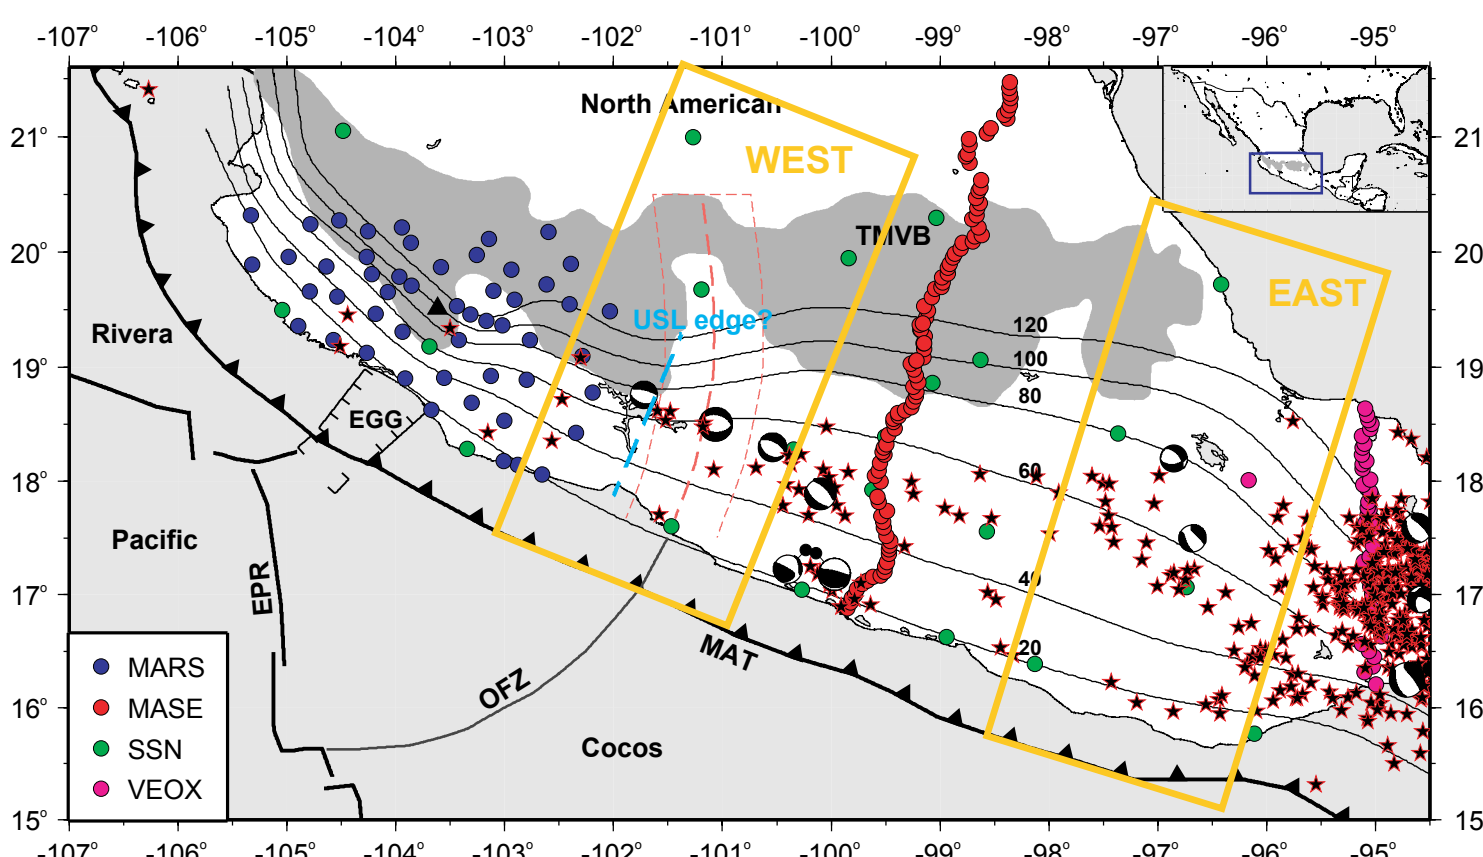 -107° -106° -105° -104° -103° -102° -101° -100° -99° -98° -97° -96° -95°
North American
21° 21
WEST
20° TMVB 20
EAST
USL edge?
120
Rivera
19° 100 19
80
EGG
60
18° 18
Pacific
EPR
40
17° 17
MAT
20
MARS
OFZ
MASE
16° 16
SSN
Cocos
VEOX
15° 15
-107° -106° -105° -104° -103° -102° -101° -100° -99° -98° -97° -96° -95°